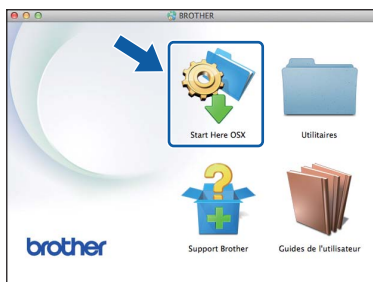 BROTHER
Start Here OSX
Utilitaires
Support Brother
Guides de l'utilisateur
brother